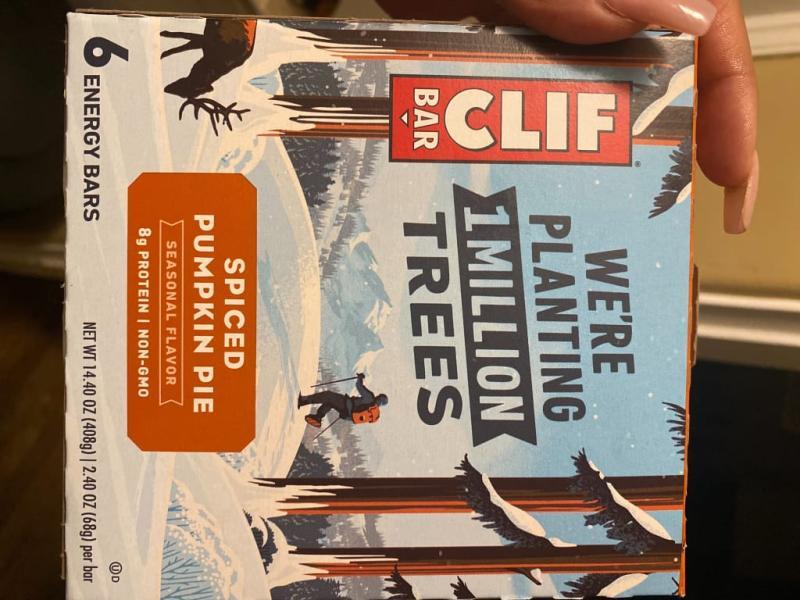 CLIF
BAR
®
WE'RE
PLANTING
1 MILLION
TREES
SPICED
PUMPKIN PIE
SEASONAL FLAVOR
8g PROTEIN | NON-GMO
6 ENERGY BARS
NET WT 14.40 OZ (408g) | 2.40 OZ (68g) per bar
U D